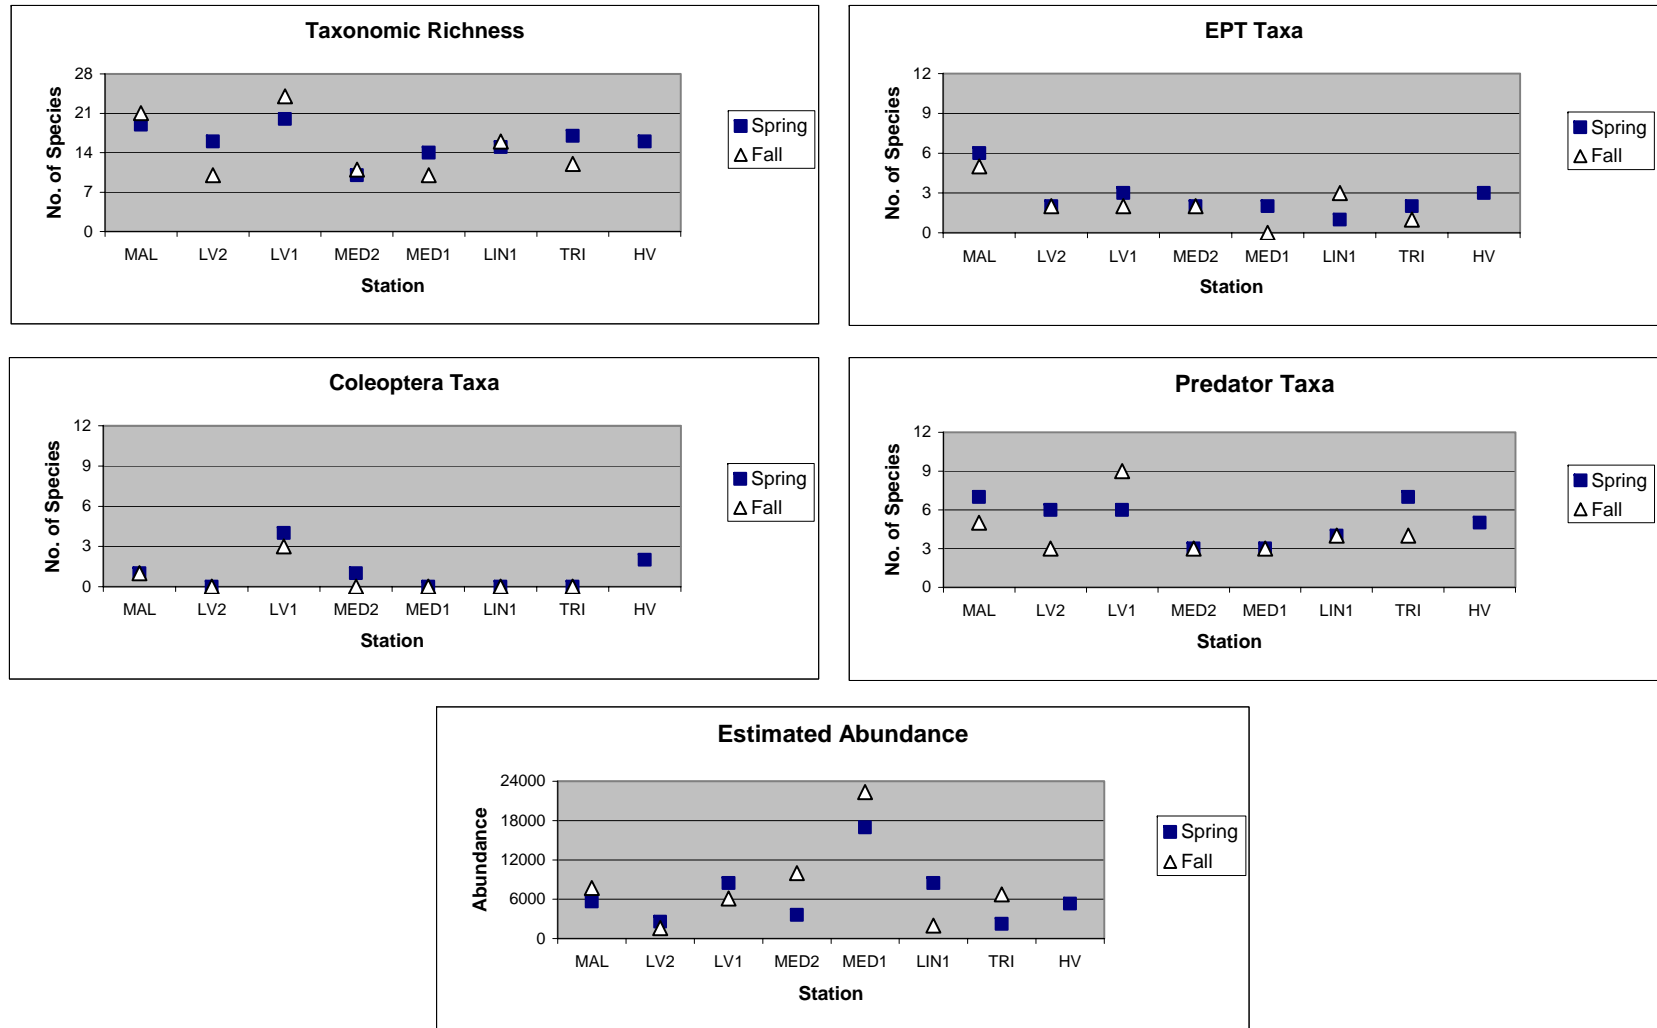 Taxonomic Richness
28
21
14
7
0
No. of Species
MAL LV2 LV1 MED2 MED1 LIN1 TRI HV
Station
Spring
Fall
EPT Taxa
12
9
6
3
0
No. of Species
MAL LV2 LV1 MED2 MED1 LIN1 TRI HV
Station
Spring
Fall
Coleoptera Taxa
12
9
6
3
0
No. of Species
MAL LV2 LV1 MED2 MED1 LIN1 TRI HV
Station
Spring
Fall
Predator Taxa
12
9
6
3
0
No. of Species
MAL LV2 LV1 MED2 MED1 LIN1 TRI HV
Station
Spring
Fall
Estimated Abundance
24000
18000
12000
6000
0
Abundance
MAL LV2 LV1 MED2 MED1 LIN1 TRI HV
Station
Spring
Fall